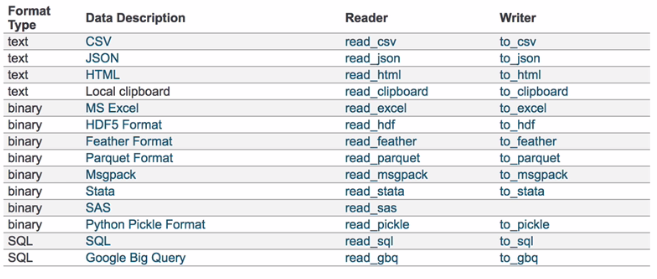 Format Type Data Description Reader Writer
text CSV read_csv to_csv
text JSON read_json to_json
text HTML read_html to_html
text Local clipboard read_clipboard to_clipboard
binary MS Excel read_excel to_excel
binary HDF5 Format read_hdf to_hdf
binary Feather Format read_feather to_feather
binary Parquet Format read_parquet to_parquet
binary Msgpack read_msgpack to_msgpack
binary Stata read_stata to_stata
binary SAS read_sas
binary Python Pickle Format read_pickle to_pickle
SQL SQL read_sql to_sql
SQL Google Big Query read_gbq to_gbq